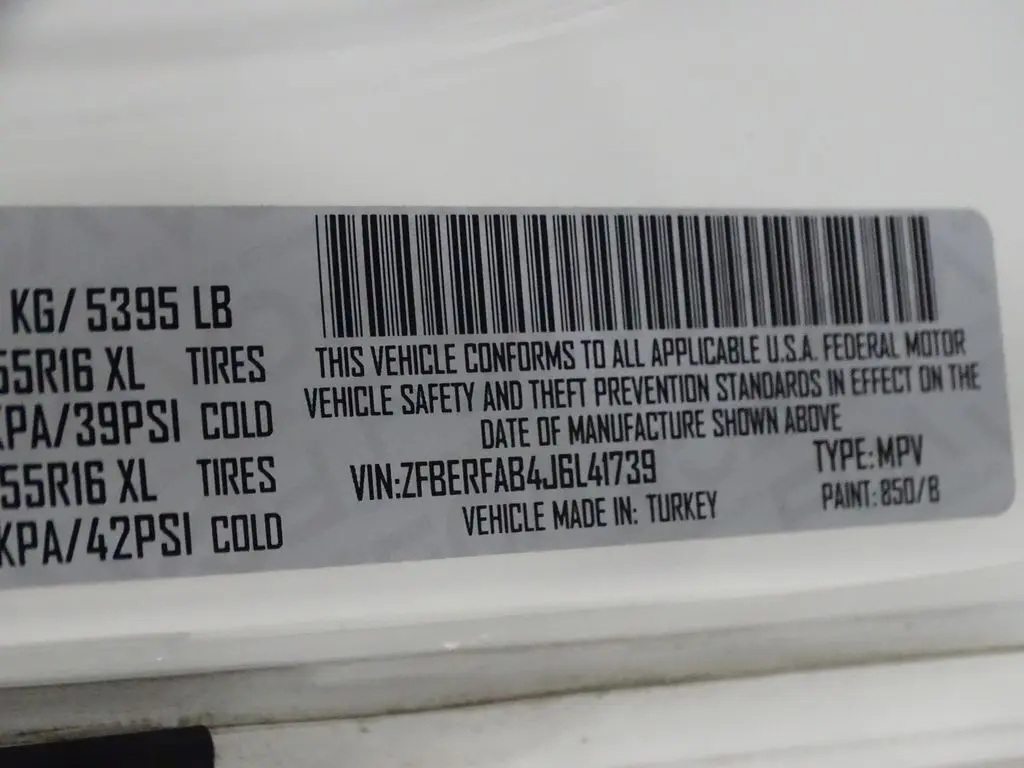 KG/ 5395 LB
55R16 XL TIRES
KPA/39PSI COLD
55R16 XL TIRES
KPA/42PSI COLD
THIS VEHICLE CONFORMS TO ALL APPLICABLE U.S.A. FEDERAL MOTOR
VEHICLE SAFETY AND THEFT PREVENTION STANDARDS IN EFFECT ON THE
DATE OF MANUFACTURE SHOWN ABOVE
VIN:ZFBERFAB4J6L41739 TYPE:MPV
VEHICLE MADE IN: TURKEY PAINT:850/B